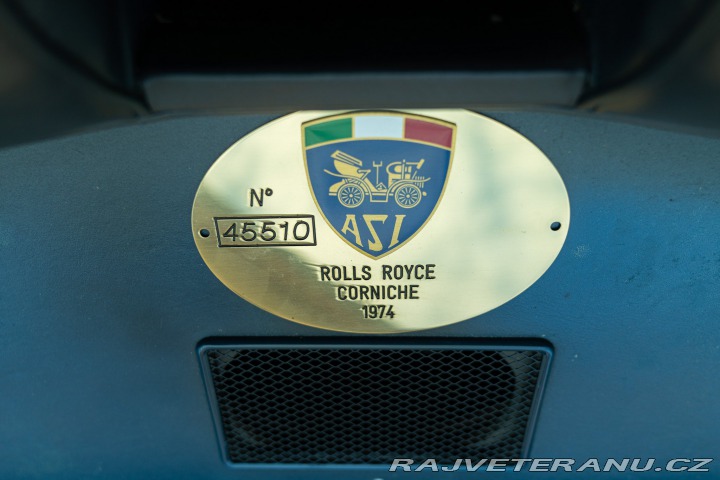 ASI
N°
45510
ROLLS ROYCE
CORNICHE
1974
RAJVETERANU.CZ